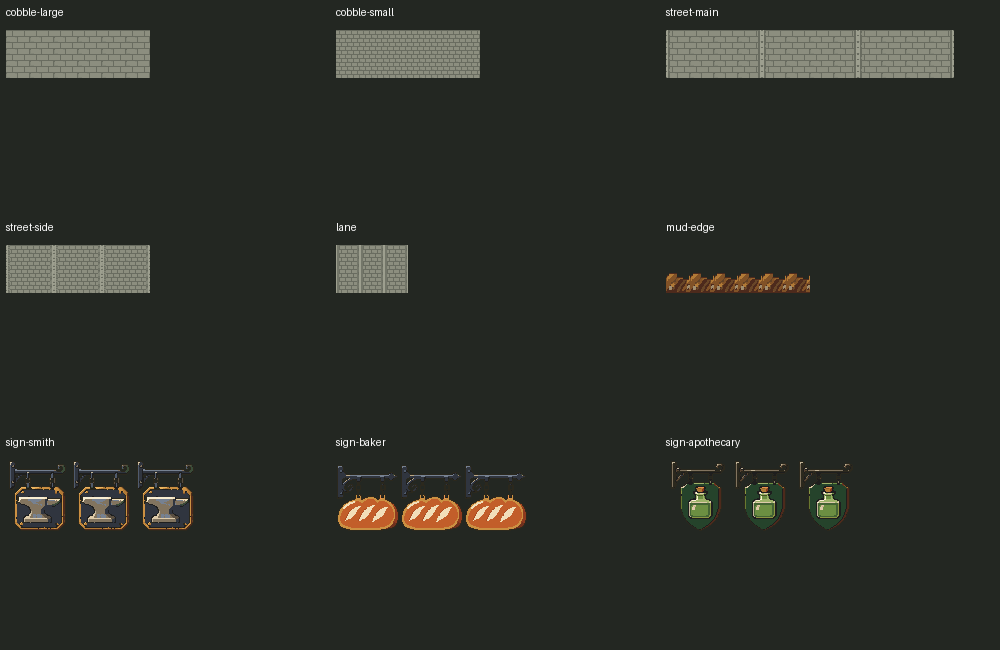 cobble-large
cobble-small
street-main
street-side
lane
mud-edge
sign-smith
sign-baker
sign-apothecary